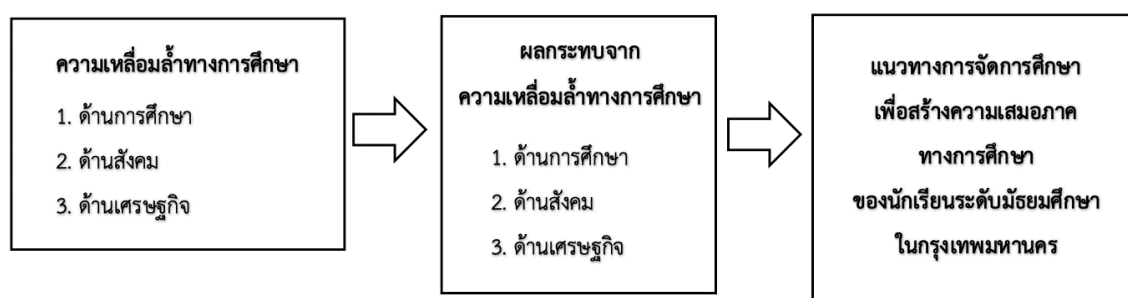 ความเหลื่อมล้ำทางการศึกษา
1. ด้านการศึกษา
2. ด้านสังคม
3. ด้านเศรษฐกิจ
ผลกระทบจาก
ความเหลื่อมล้ำทางการศึกษา
1. ด้านการศึกษา
2. ด้านสังคม
3. ด้านเศรษฐกิจ
แนวทางการจัดการศึกษา
เพื่อสร้างความเสมอภาค
ทางการศึกษา
ของนักเรียนระดับมัธยมศึกษา
ในกรุงเทพมหานคร